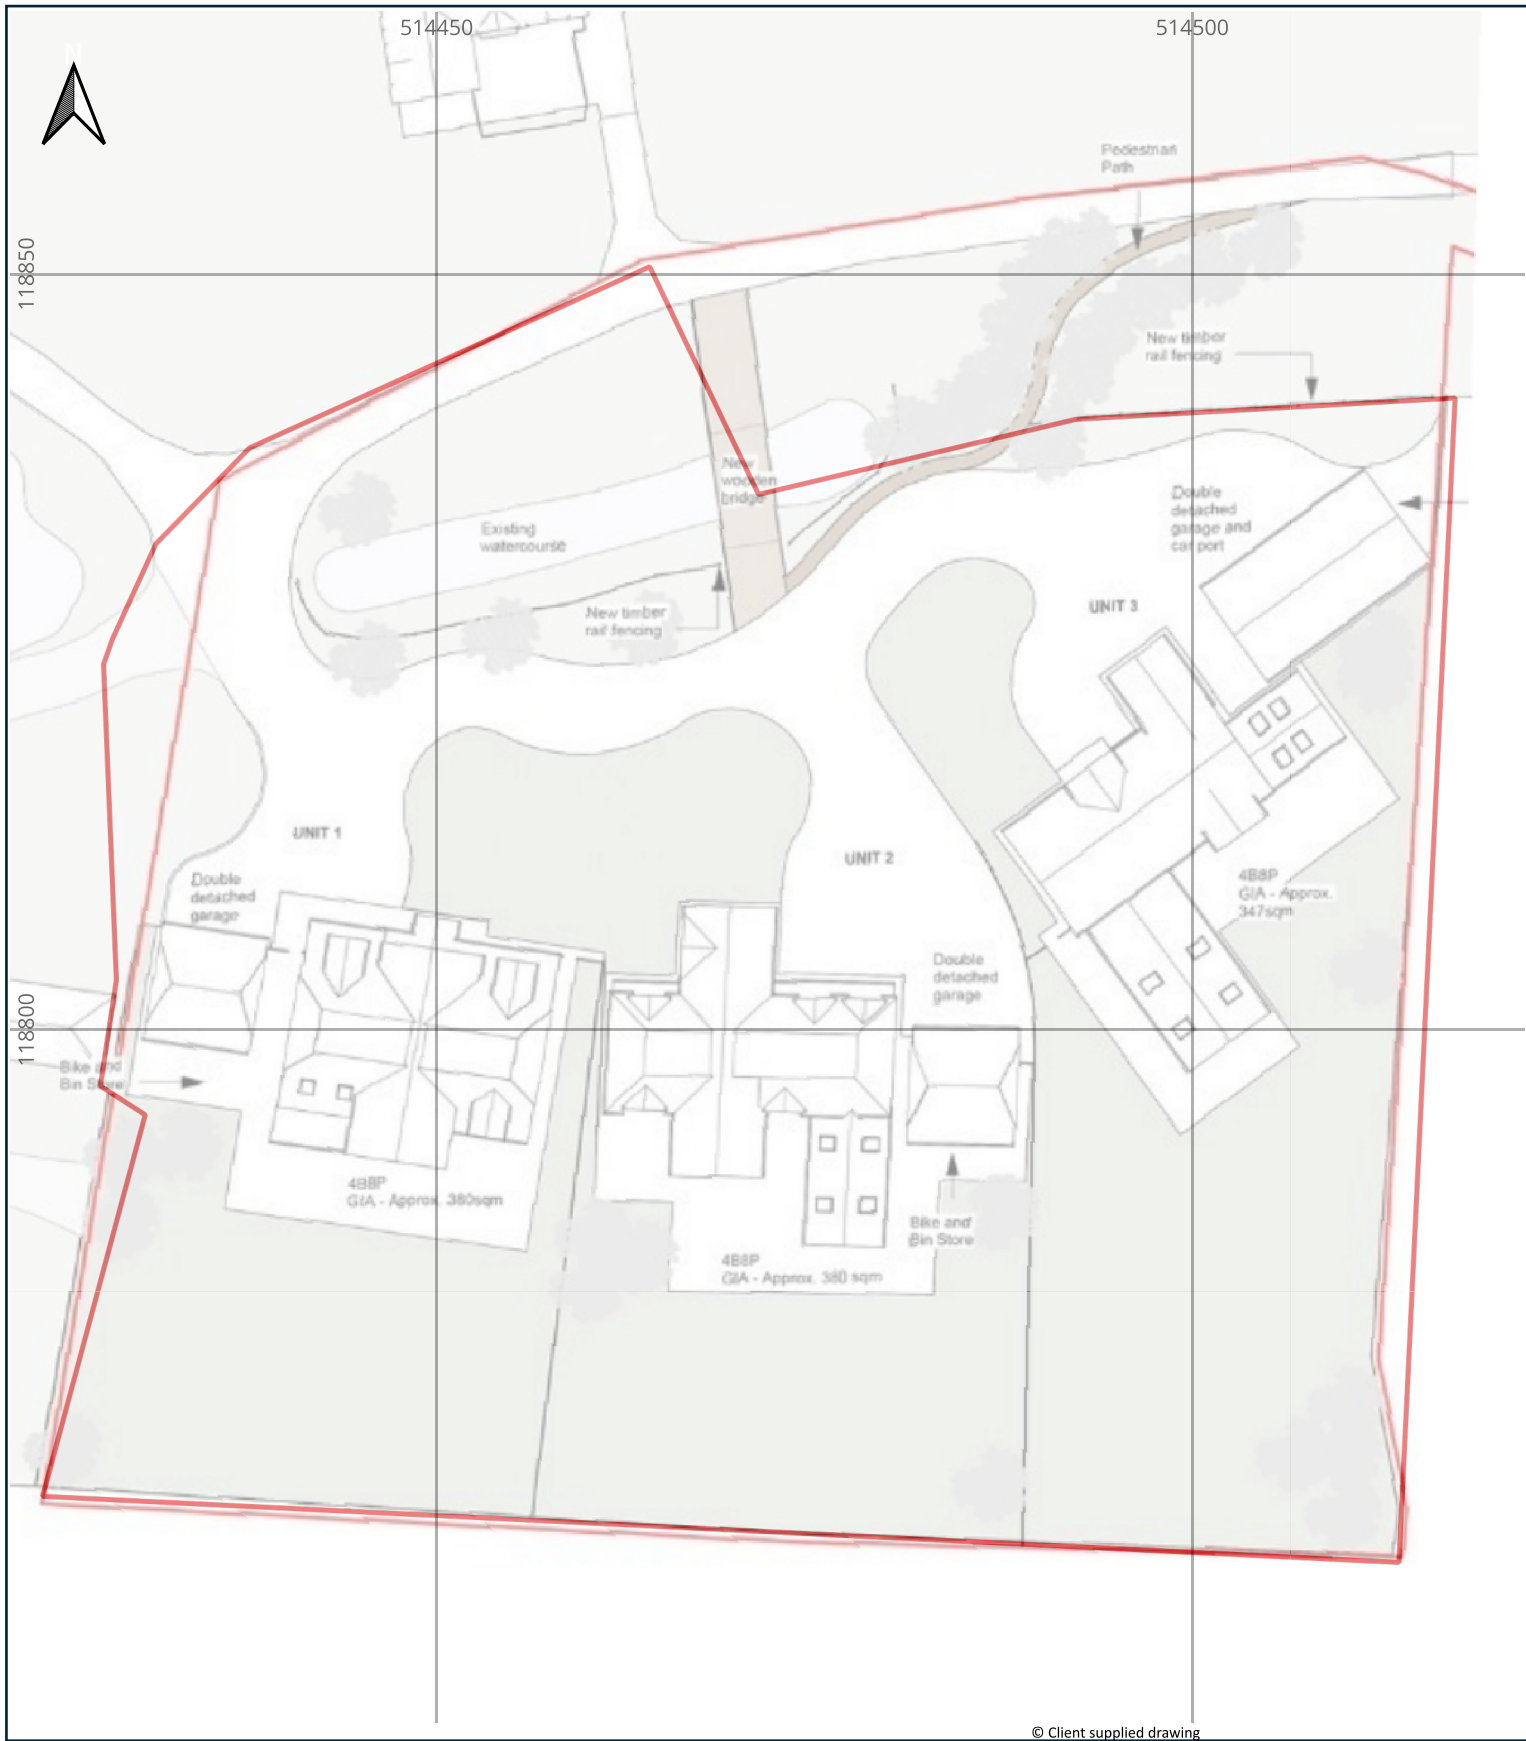 514450
514500
N
Pedestrian
Path
118850
New timber
rail fencing
New
wooden
bridge
Double
detached
garage and
car port
Existing
watercourse
New timber
rail fencing
UNIT 3
UNIT 1
UNIT 2
Double
detached
garage
4B8P
GIA - Approx.
347sqm
Double
detached
garage
118800
Bike and
Bin Store
4B8P
GIA - Approx. 380sqm
Bike and
Bin Store
4B8P
GIA - Approx. 380 sqm
© Client supplied drawing